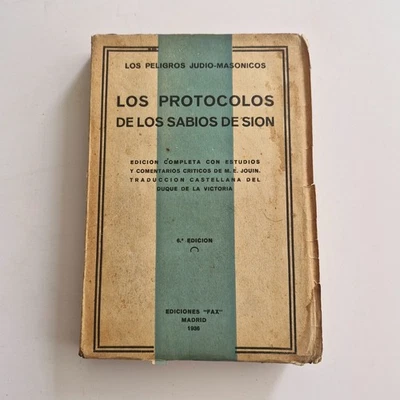 LOS PELIGROS JUDIO-MASONICOS
LOS PROTOCOLOS
DE LOS SABIOS DE SION
EDICION COMPLETA CON ESTUDIOS
Y COMENTARIOS CRITICOS DE M. E. JOUIN.
TRADUCCION CASTELLANA DEL
DUQUE DE LA VICTORIA
6.ª EDICION
EDICIONES "FAX"
MADRID